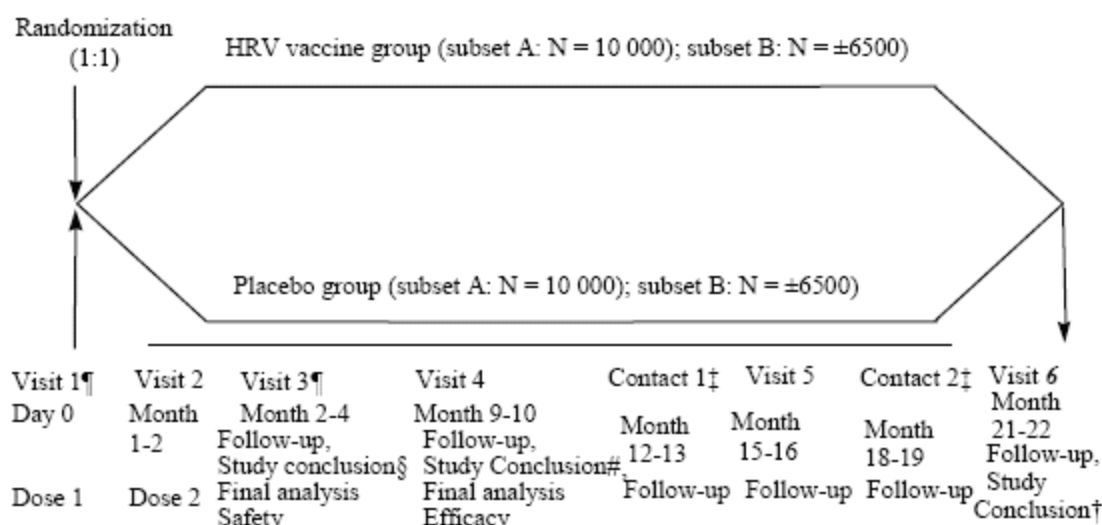 Randomization
(1:1)
HRV vaccine group (subset A: N = 10 000); subset B: N = ±6500)
Placebo group (subset A: N = 10 000); subset B: N = ±6500)
Visit 1¶
Day 0
Dose 1
Visit 2
Month
1-2
Dose 2
Visit 3¶
Month 2-4
Follow-up,
Study conclusion§
Final analysis
Safety
Visit 4
Month 9-10
Follow-up,
Study Conclusion#,
Final analysis
Efficacy
Contact 1‡
Month
12-13
Follow-up
Visit 5
Month
15-16
Follow-up
Contact 2‡
Month
18-19
Follow-up
Visit 6
Month
21-22
Follow-up,
Study
Conclusion†